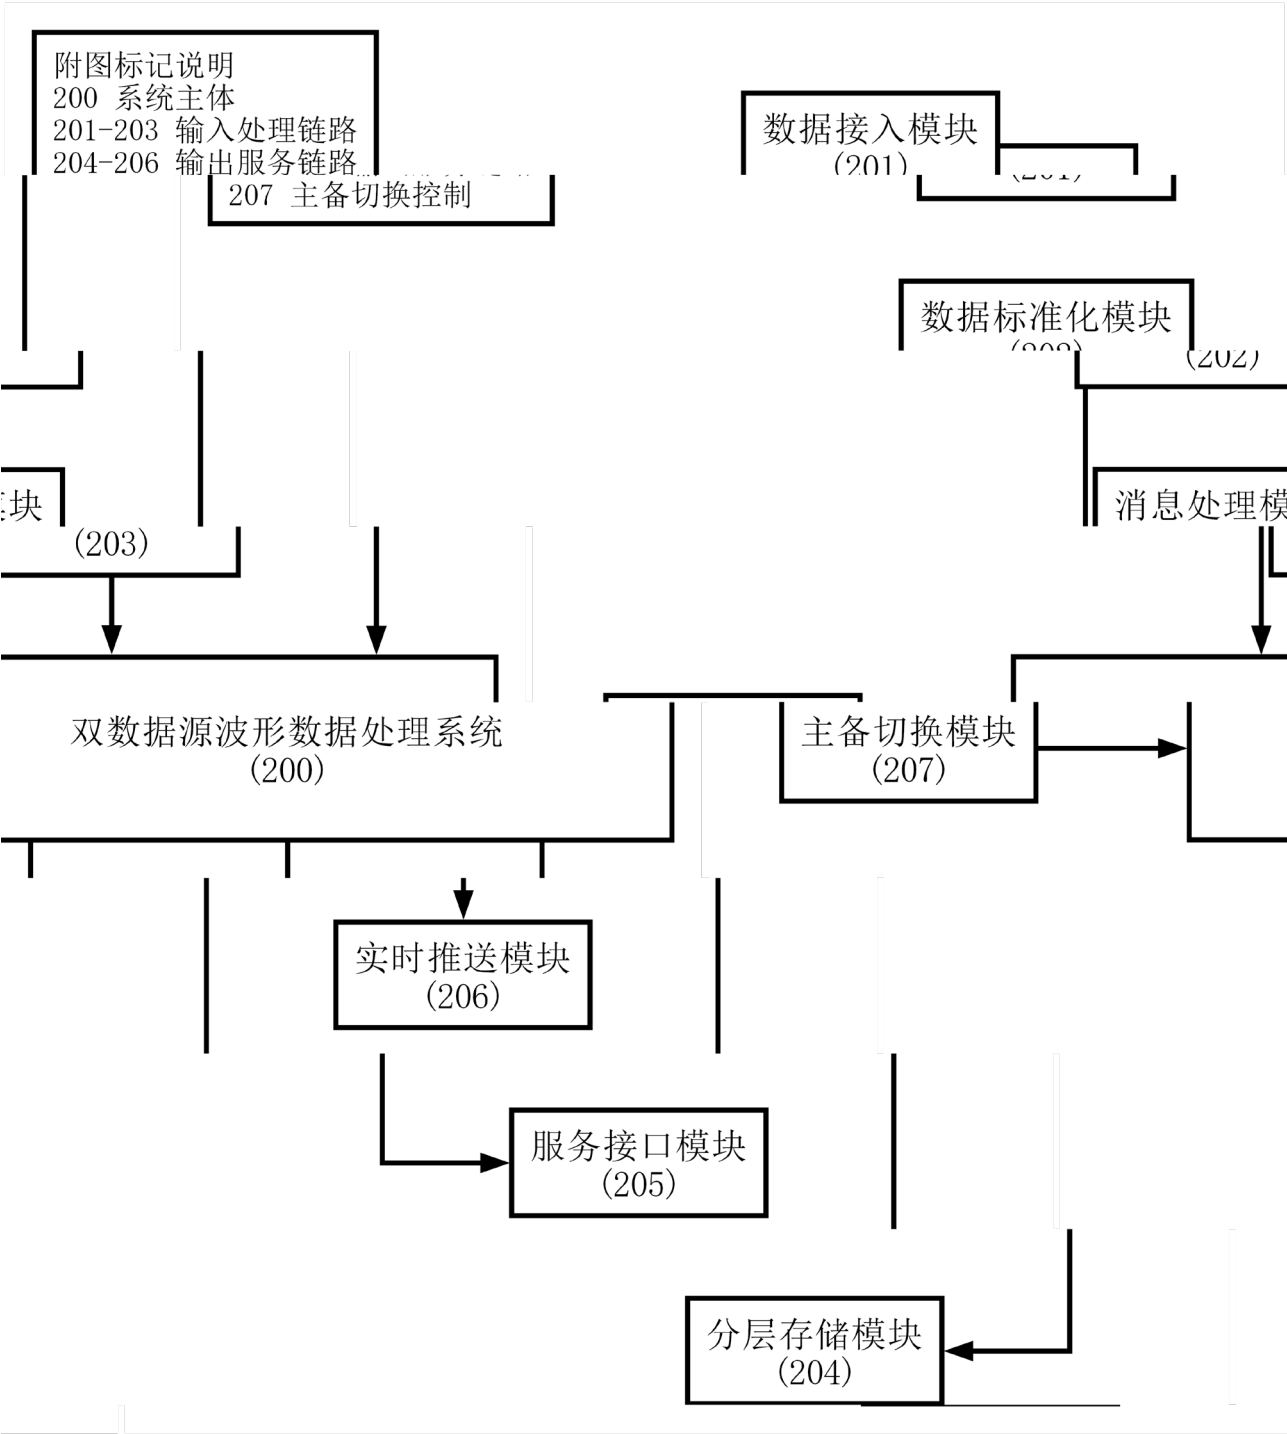 附图标记说明
200 系统主体
201-203 输入处理链路
204-206 输出服务链路
207 主备切换控制
数据接入模块
(201)
数据标准化模块
(202)
消息处理模块
(203)
双数据源波形数据处理系统
(200)
主备切换模块
(207)
实时推送模块
(206)
服务接口模块
(205)
分层存储模块
(204)